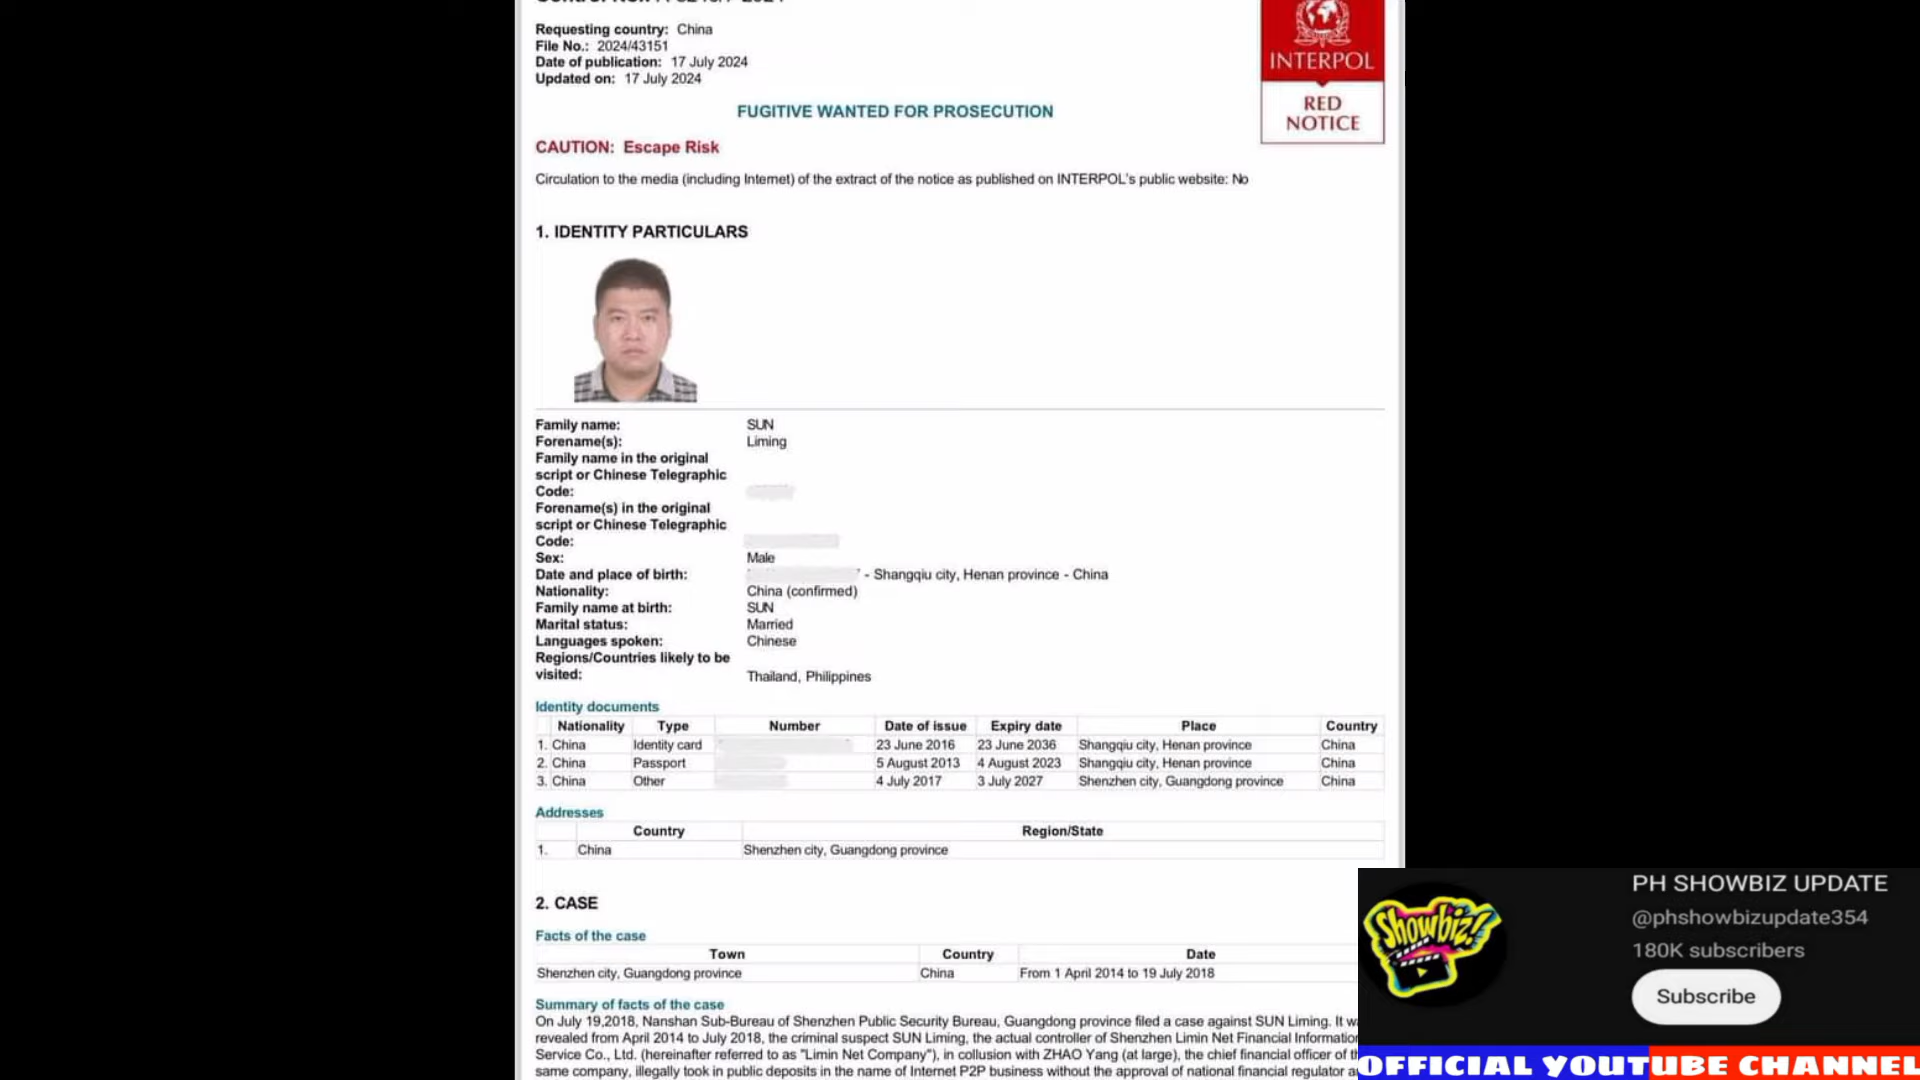 Requesting country: China
File No.: 2024/43151
Date of publication: 17 July 2024
Updated on: 17 July 2024
INTERPOL
RED
NOTICE
FUGITIVE WANTED FOR PROSECUTION
CAUTION: Escape Risk
Circulation to the media (including Internet) of the extract of the notice as published on INTERPOL's public website: No
1. IDENTITY PARTICULARS
Family name: SUN
Forename(s): Liming
Family name in the original
script or Chinese Telegraphic
Code:
Forename(s) in the original
script or Chinese Telegraphic
Code:
Sex: Male
Date and place of birth: - Shangqiu city, Henan province - China
Nationality: China (confirmed)
Family name at birth: SUN
Marital status: Married
Languages spoken: Chinese
Regions/Countries likely to be
visited: Thailand, Philippines
Identity documents
Nationality Type Number Date of issue Expiry date Place Country
1. China Identity card 23 June 2016 23 June 2036 Shangqiu city, Henan province China
2. China Passport 5 August 2013 4 August 2023 Shangqiu city, Henan province China
3. China Other 4 July 2017 3 July 2027 Shenzhen city, Guangdong province China
Addresses
Country Region/State
1. China Shenzhen city, Guangdong province
2. CASE
Facts of the case
Town Country Date
Shenzhen city, Guangdong province China From 1 April 2014 to 19 July 2018
Summary of facts of the case
On July 19,2018, Nanshan Sub-Bureau of Shenzhen Public Security Bureau, Guangdong province filed a case against SUN Liming. It
revealed from April 2014 to July 2018, the criminal suspect SUN Liming, the actual controller of Shenzhen Limin Net Financial Information
Service Co., Ltd. (hereinafter referred to as "Limin Net Company"), in collusion with ZHAO Yang (at large), the chief financial officer of
same company, illegally took in public deposits in the name of Internet P2P business without the approval of national financial regulator
Showbiz!
PH SHOWBIZ UPDATE
@phshowbizupdate354
180K subscribers
Subscribe
OFFICIAL YOUTUBE CHANNEL